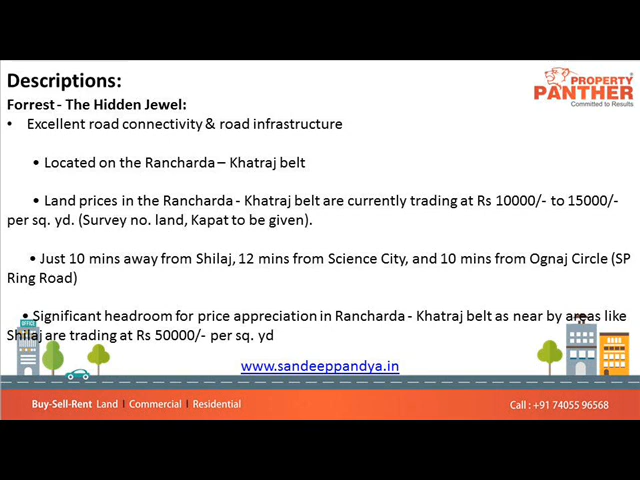 Descriptions:
PROPERTY
PANTHER
Committed to Results
Forrest - The Hidden Jewel:
• Excellent road connectivity & road infrastructure
• Located on the Rancharda – Khatraj belt
• Land prices in the Rancharda - Khatraj belt are currently trading at Rs 10000/- to 15000/-
per sq. yd. (Survey no. land, Kapat to be given).
• Just 10 mins away from Shilaj, 12 mins from Science City, and 10 mins from Ognaj Circle (SP
Ring Road)
• Significant headroom for price appreciation in Rancharda - Khatraj belt as near by areas like
Shilaj are trading at Rs 50000/- per sq. yd
OFFICE
www.sandeeppandya.in
Buy-Sell-Rent Land | Commercial | Residential
Call : +91 74055 96568